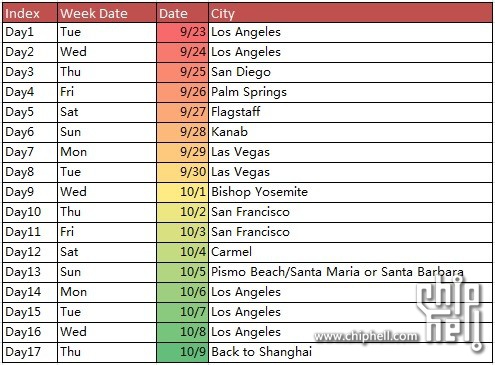 Index Week Date Date City
Day1 Tue 9/23 Los Angeles
Day2 Wed 9/24 Los Angeles
Day3 Thu 9/25 San Diego
Day4 Fri 9/26 Palm Springs
Day5 Sat 9/27 Flagstaff
Day6 Sun 9/28 Kanab
Day7 Mon 9/29 Las Vegas
Day8 Tue 9/30 Las Vegas
Day9 Wed 10/1 Bishop Yosemite
Day10 Thu 10/2 San Francisco
Day11 Fri 10/3 San Francisco
Day12 Sat 10/4 Carmel
Day13 Sun 10/5 Pismo Beach/Santa Maria or Santa Barbara
Day14 Mon 10/6 Los Angeles
Day15 Tue 10/7 Los Angeles
Day16 Wed 10/8 Los Angeles
Day17 Thu 10/9 Back to Shanghai
chip
hell
www.chiphell.com